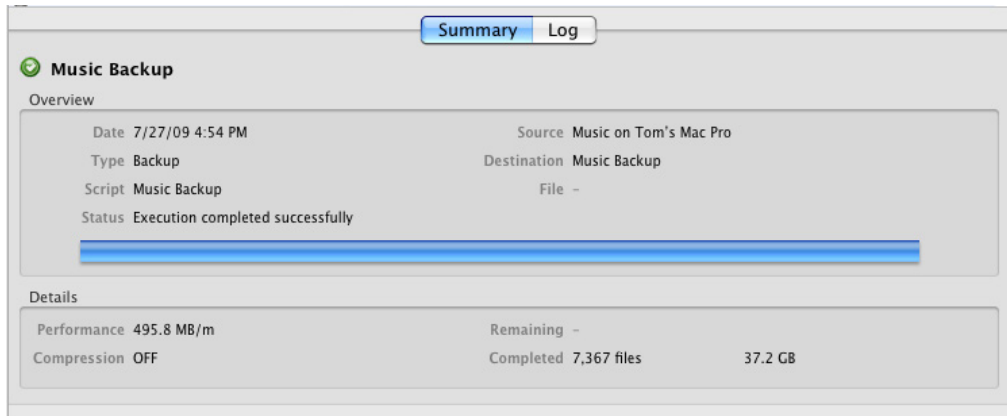 Summary Log
Music Backup
Overview
Date 7/27/09 4:54 PM Source Music on Tom's Mac Pro
Type Backup Destination Music Backup
Script Music Backup File -
Status Execution completed successfully
Details
Performance 495.8 MB/m Remaining -
Compression OFF Completed 7,367 files 37.2 GB